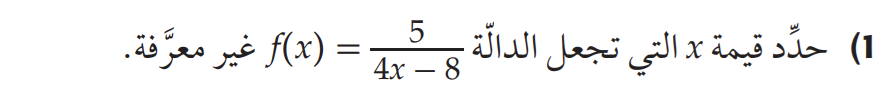 (1 حدِّد قيمة x التي تجعل الدالّة f(x) = 5/(4x − 8) غير معرَّفة.